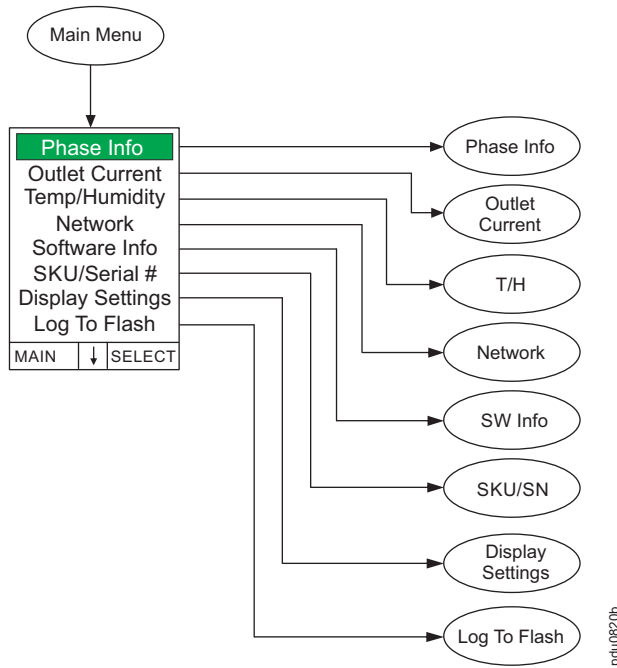 Main Menu
Phase Info
Outlet Current
Temp/Humidity
Network
Software Info
SKU/Serial #
Display Settings
Log To Flash
MAIN ↓ SELECT
Phase Info
Outlet
Current
T/H
Network
SW Info
SKU/SN
Display
Settings
Log To Flash
pdu0820b